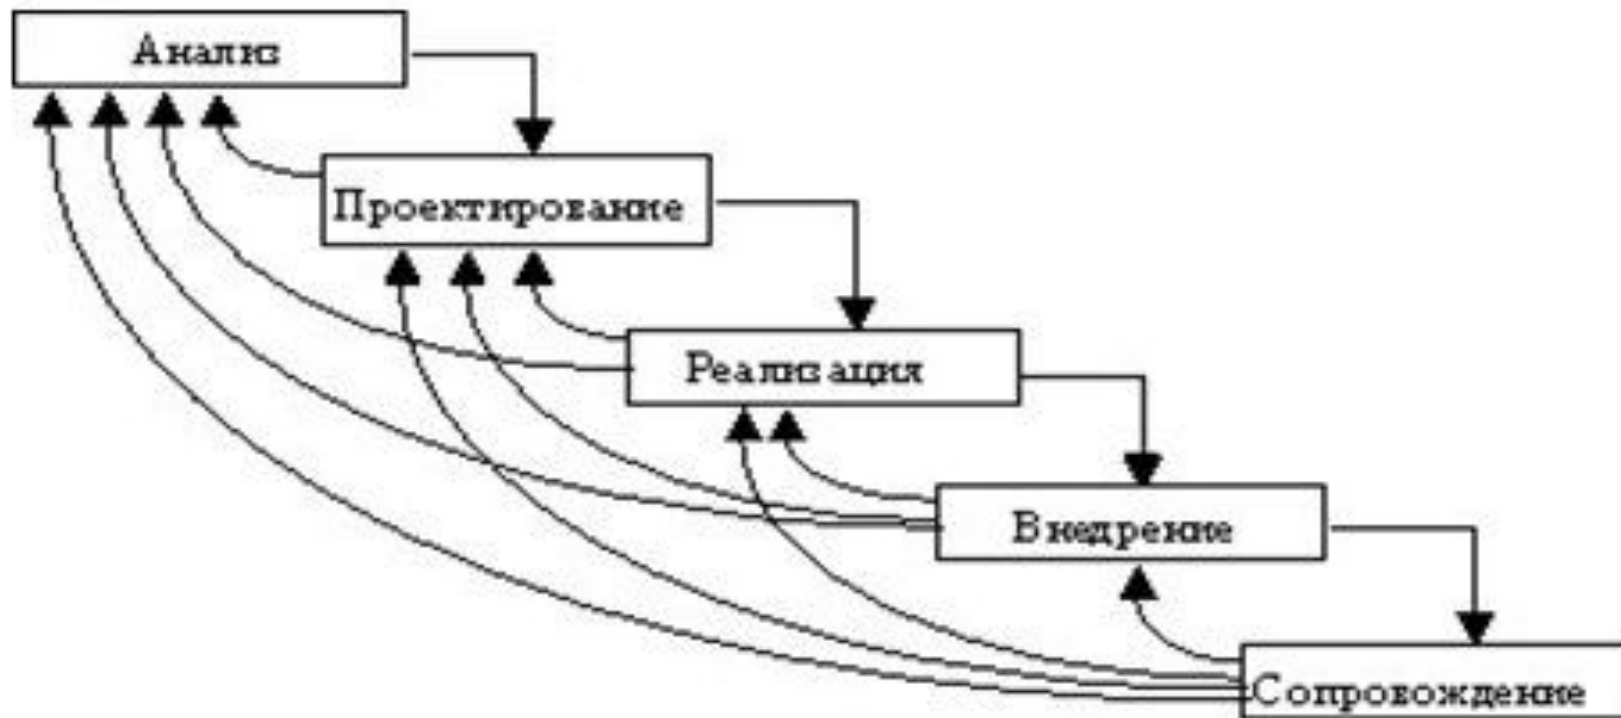 Анализ
Проектирование
Реализация
Внедрение
Сопровождение